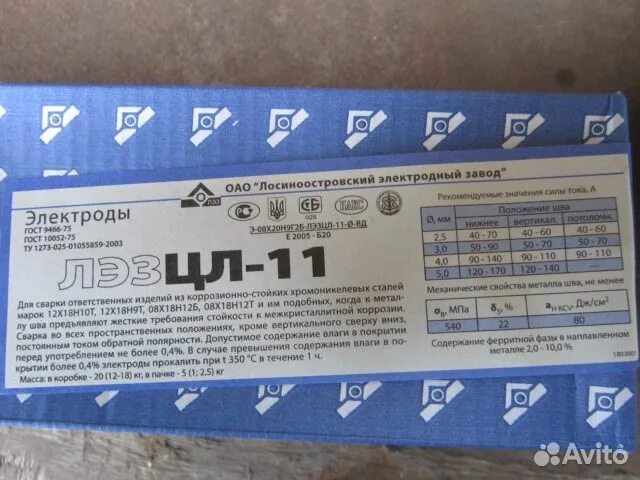 ОАО "Лосиноостровский электродный завод"
Электроды
ГОСТ 9466-75
ГОСТ 10052-75
ТУ 1273-025-01055859-2003
ЛЭЗ
025
ПАКС
Э-08Х20Н9Г2Б-ЛЭЗЦЛ-11-Ø-ВД
Е 2005 - Б20
ЛЭЗ ЦЛ-11
Для сварки ответственных изделий из коррозионно-стойких хромоникелевых сталей
марок 12Х18Н10Т, 12Х18Н9Т, 08Х18Н12Б, 08Х18Н12Т и им подобных, когда к метал-
лу шва предъявляют жесткие требования стойкости к межкристаллитной коррозии.
Сварка во всех пространственных положениях, кроме вертикального сверху вниз,
постоянным током обратной полярности. Допустимое содержание влаги в покрытии
перед употреблением не более 0,4%. В случае превышения содержания влаги в по-
крытии более 0,4% электроды прокалить при t 350 °С в течение 1 ч.
Масса: в коробке - 20 (12-18) кг, в пачке - 5 (1; 2,5) кг
Рекомендуемые значения силы тока, А
Ø, мм Положение шва
нижнее вертикал. потолочн.
2,5 40 - 70 40 - 60 40 - 60
3,0 50 - 90 50 - 70 50 - 70
4,0 90 - 140 90 - 110 90 - 110
5,0 120 - 170 120 - 140 -
Механические свойства металла шва, не менее
σв, МПа δ5, % aн KCV, Дж/см²
540 22 80
Содержание ферритной фазы в наплавленном
металле 2,0 - 10,0 %
Avito